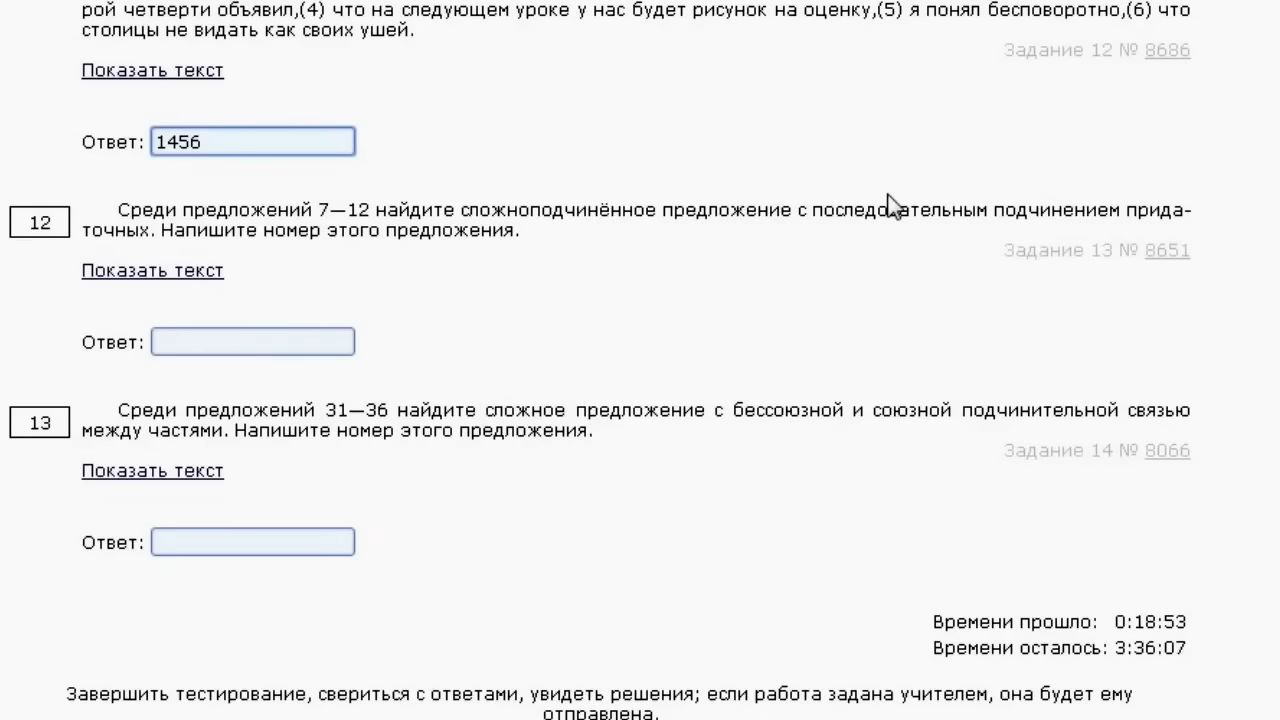 рой четверти объявил,(4) что на следующем уроке у нас будет рисунок на оценку,(5) я понял бесповоротно,(6) что
столицы не видать как своих ушей.
Задание 12 № 8686
Показать текст
Ответ: 1456
12
Среди предложений 7—12 найдите сложноподчинённое предложение с последовательным подчинением прида-
точных. Напишите номер этого предложения.
Задание 13 № 8651
Показать текст
Ответ:
13
Среди предложений 31—36 найдите сложное предложение с бессоюзной и союзной подчинительной связью
между частями. Напишите номер этого предложения.
Задание 14 № 8066
Показать текст
Ответ:
Времени прошло: 0:18:53
Времени осталось: 3:36:07
Завершить тестирование, свериться с ответами, увидеть решения; если работа задана учителем, она будет ему
отправлена.